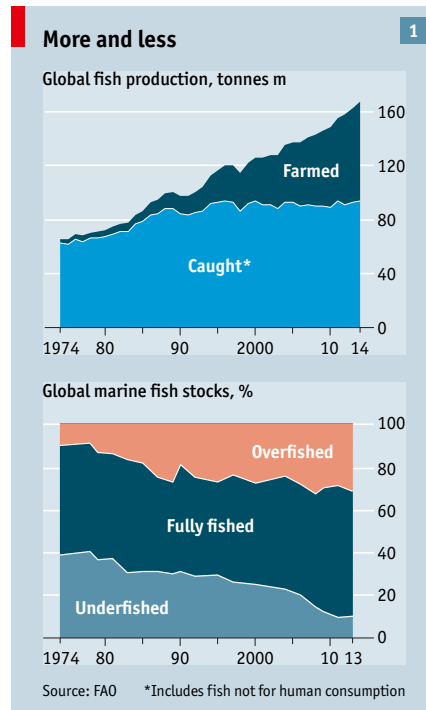 More and less
1
Global fish production, tonnes m
160
Farmed
120
80
Caught*
40
0
1974 80 90 2000 10 14
Global marine fish stocks, %
100
Overfished
80
60
Fully fished
40
Underfished
20
0
1974 80 90 2000 10 13
Source: FAO *Includes fish not for human consumption